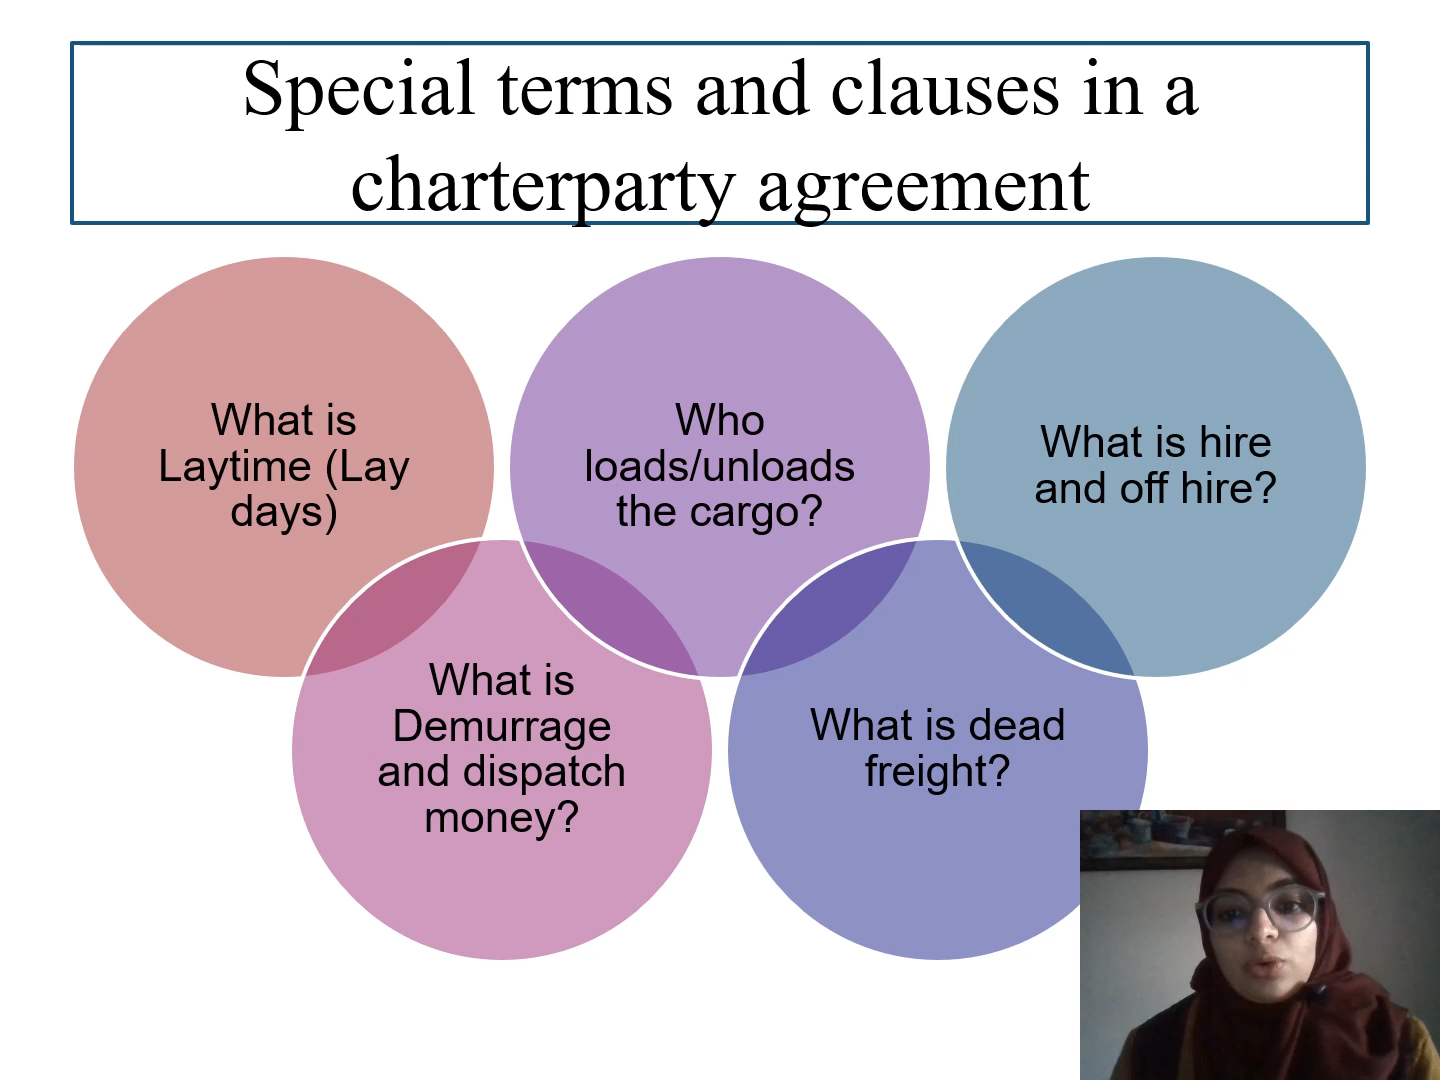 Special terms and clauses in a
charterparty agreement
What is
Laytime (Lay
days)
Who
loads/unloads
the cargo?
What is hire
and off hire?
What is
Demurrage
and dispatch
money?
What is dead
freight?